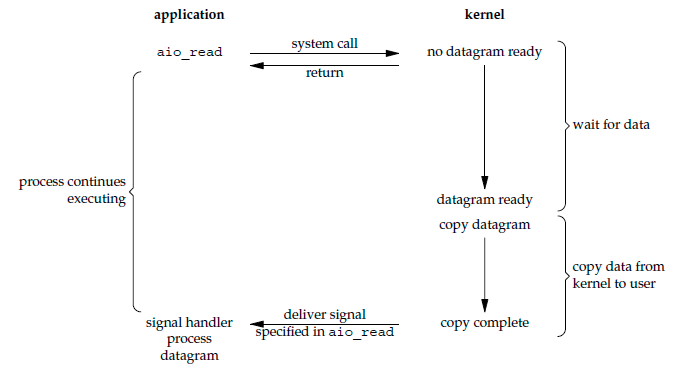 application
kernel
aio_read
system call
no datagram ready
return
wait for data
process continues
executing
datagram ready
copy datagram
copy data from
kernel to user
signal handler
process
datagram
deliver signal
specified in aio_read
copy complete